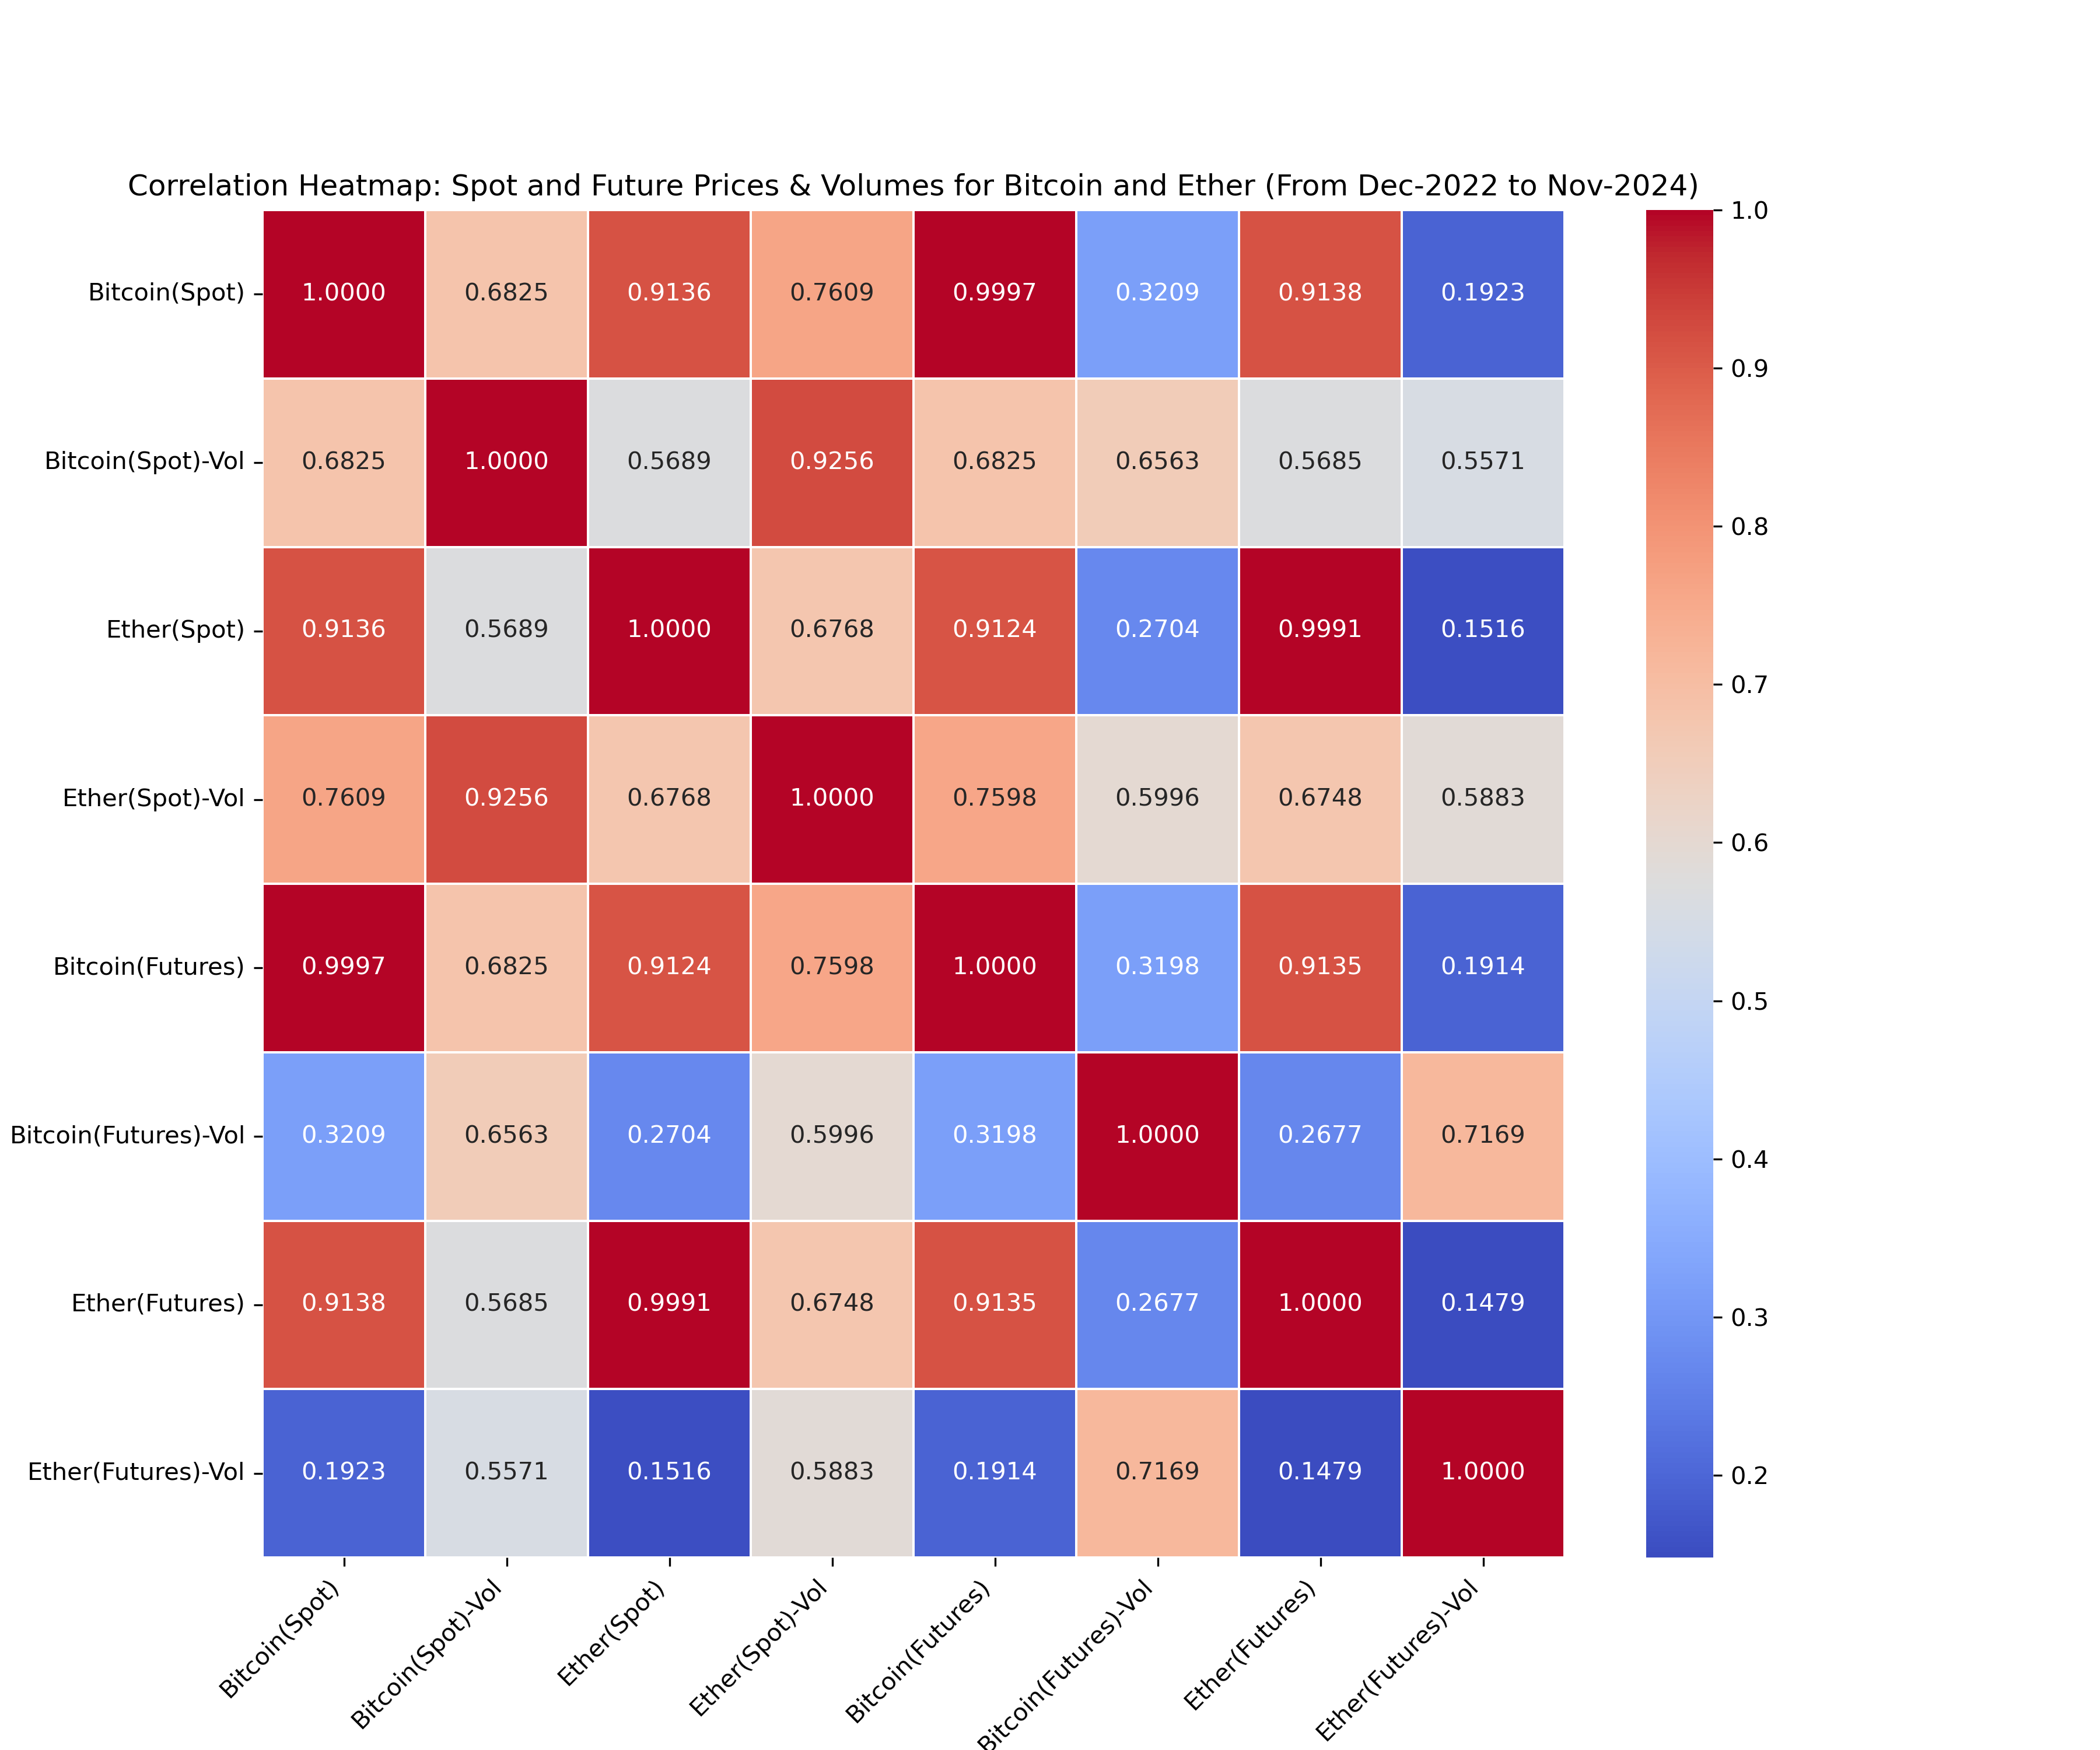 Correlation Heatmap: Spot and Future Prices & Volumes for Bitcoin and Ether (From Dec-2022 to Nov-2024)
Bitcoin(Spot) 1.0000 0.6825 0.9136 0.7609 0.9997 0.3209 0.9138 0.1923
Bitcoin(Spot)-Vol 0.6825 1.0000 0.5689 0.9256 0.6825 0.6563 0.5685 0.5571
Ether(Spot) 0.9136 0.5689 1.0000 0.6768 0.9124 0.2704 0.9991 0.1516
Ether(Spot)-Vol 0.7609 0.9256 0.6768 1.0000 0.7598 0.5996 0.6748 0.5883
Bitcoin(Futures) 0.9997 0.6825 0.9124 0.7598 1.0000 0.3198 0.9135 0.1914
Bitcoin(Futures)-Vol 0.3209 0.6563 0.2704 0.5996 0.3198 1.0000 0.2677 0.7169
Ether(Futures) 0.9138 0.5685 0.9991 0.6748 0.9135 0.2677 1.0000 0.1479
Ether(Futures)-Vol 0.1923 0.5571 0.1516 0.5883 0.1914 0.7169 0.1479 1.0000
Bitcoin(Spot) Bitcoin(Spot)-Vol Ether(Spot) Ether(Spot)-Vol Bitcoin(Futures) Bitcoin(Futures)-Vol Ether(Futures) Ether(Futures)-Vol
1.0
0.9
0.8
0.7
0.6
0.5
0.4
0.3
0.2